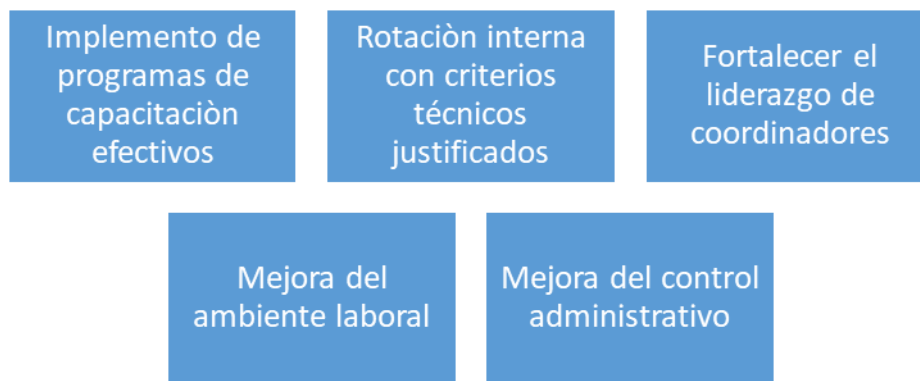 Implemento de
programas de
capacitaciòn
efectivos
Rotaciòn interna
con criterios
técnicos
justificados
Fortalecer el
liderazgo de
coordinadores
Mejora del
ambiente laboral
Mejora del control
administrativo